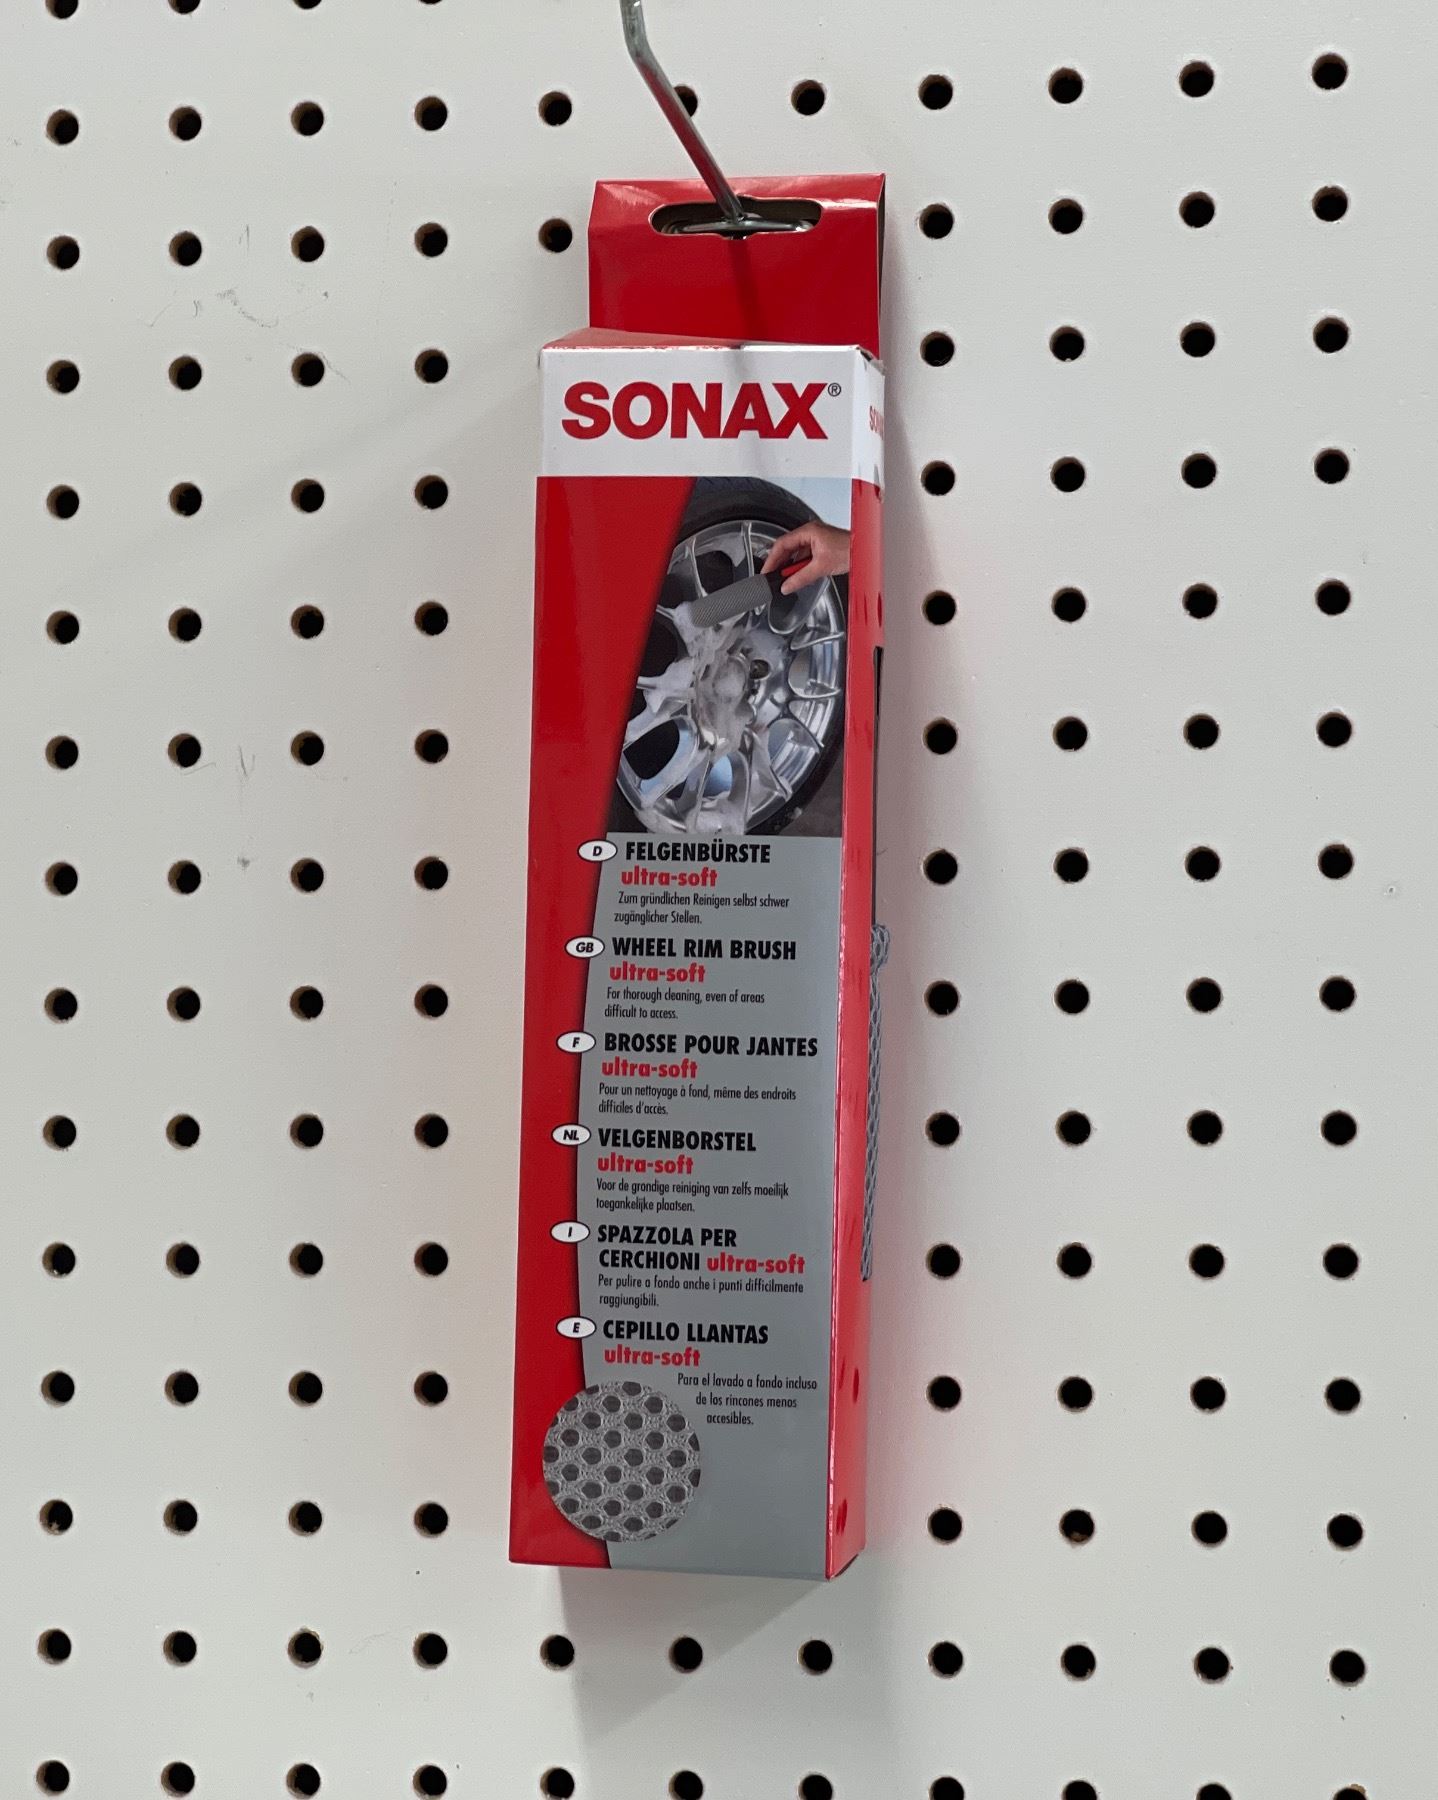 SONAX®
D FELGENBÜRSTE
ultra-soft
Zum gründlichen Reinigen selbst schwer
zugänglicher Stellen.
GB WHEEL RIM BRUSH
ultra-soft
For thorough cleaning, even of areas
difficult to access.
F BROSSE POUR JANTES
ultra-soft
Pour un nettoyage à fond, même des endroits
difficiles d'accès.
NL VELGENBORSTEL
ultra-soft
Voor de grondige reiniging van zelfs moeilijk
toegankelijke plaatsen.
I SPAZZOLA PER
CERCHIONI ultra-soft
Per pulire a fondo anche i punti difficilmente
raggiungibili.
E CEPILLO LLANTAS
ultra-soft
Para el lavado a fondo incluso
de los rincones menos
accesibles.